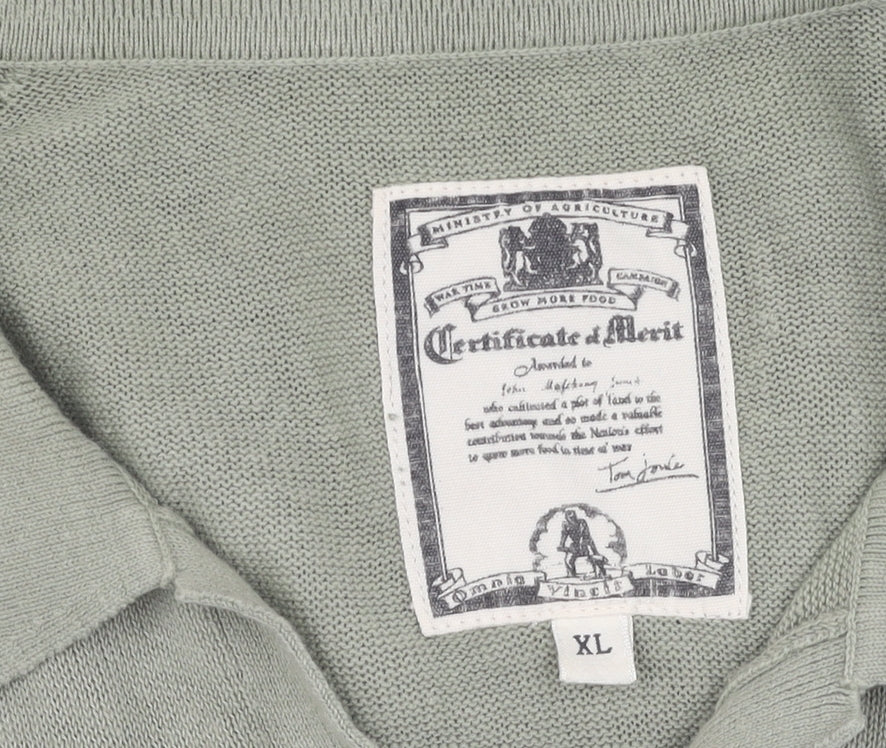 MINISTRY OF AGRICULTURE
WAR TIME CAMPAIGN
GROW MORE FOOD
Certificate of Merit
Awarded to
John
who cultivated a plot of land to the
best advantage and so made a valuable
contribution towards the Nation's effort
to grow more food in time of war
Tom
Omnia Vincit Labor
XL